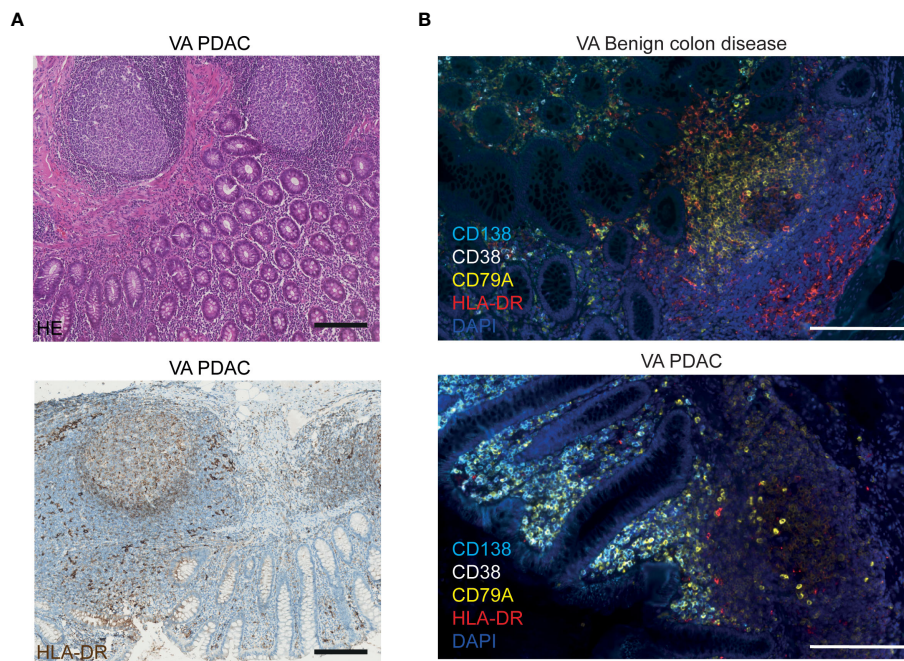 A
VA PDAC
HE
VA PDAC
HLA-DR
B
VA Benign colon disease
CD138
CD38
CD79A
HLA-DR
DAPI
VA PDAC
CD138
CD38
CD79A
HLA-DR
DAPI